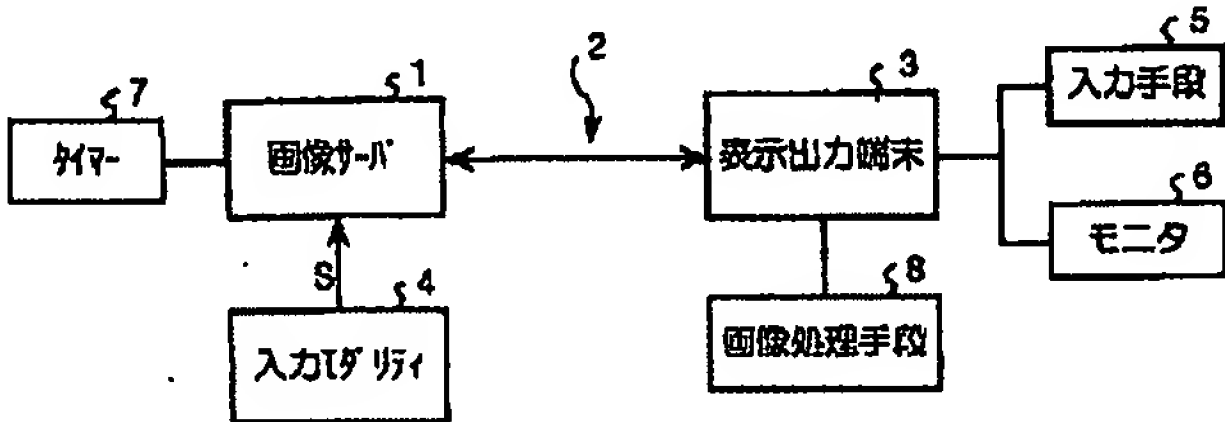 7
タイマー
1
画像サーバ
2
3
表示出力端末
5
入力手段
6
モニタ
S
4
入力モダリティ
8
画像処理手段